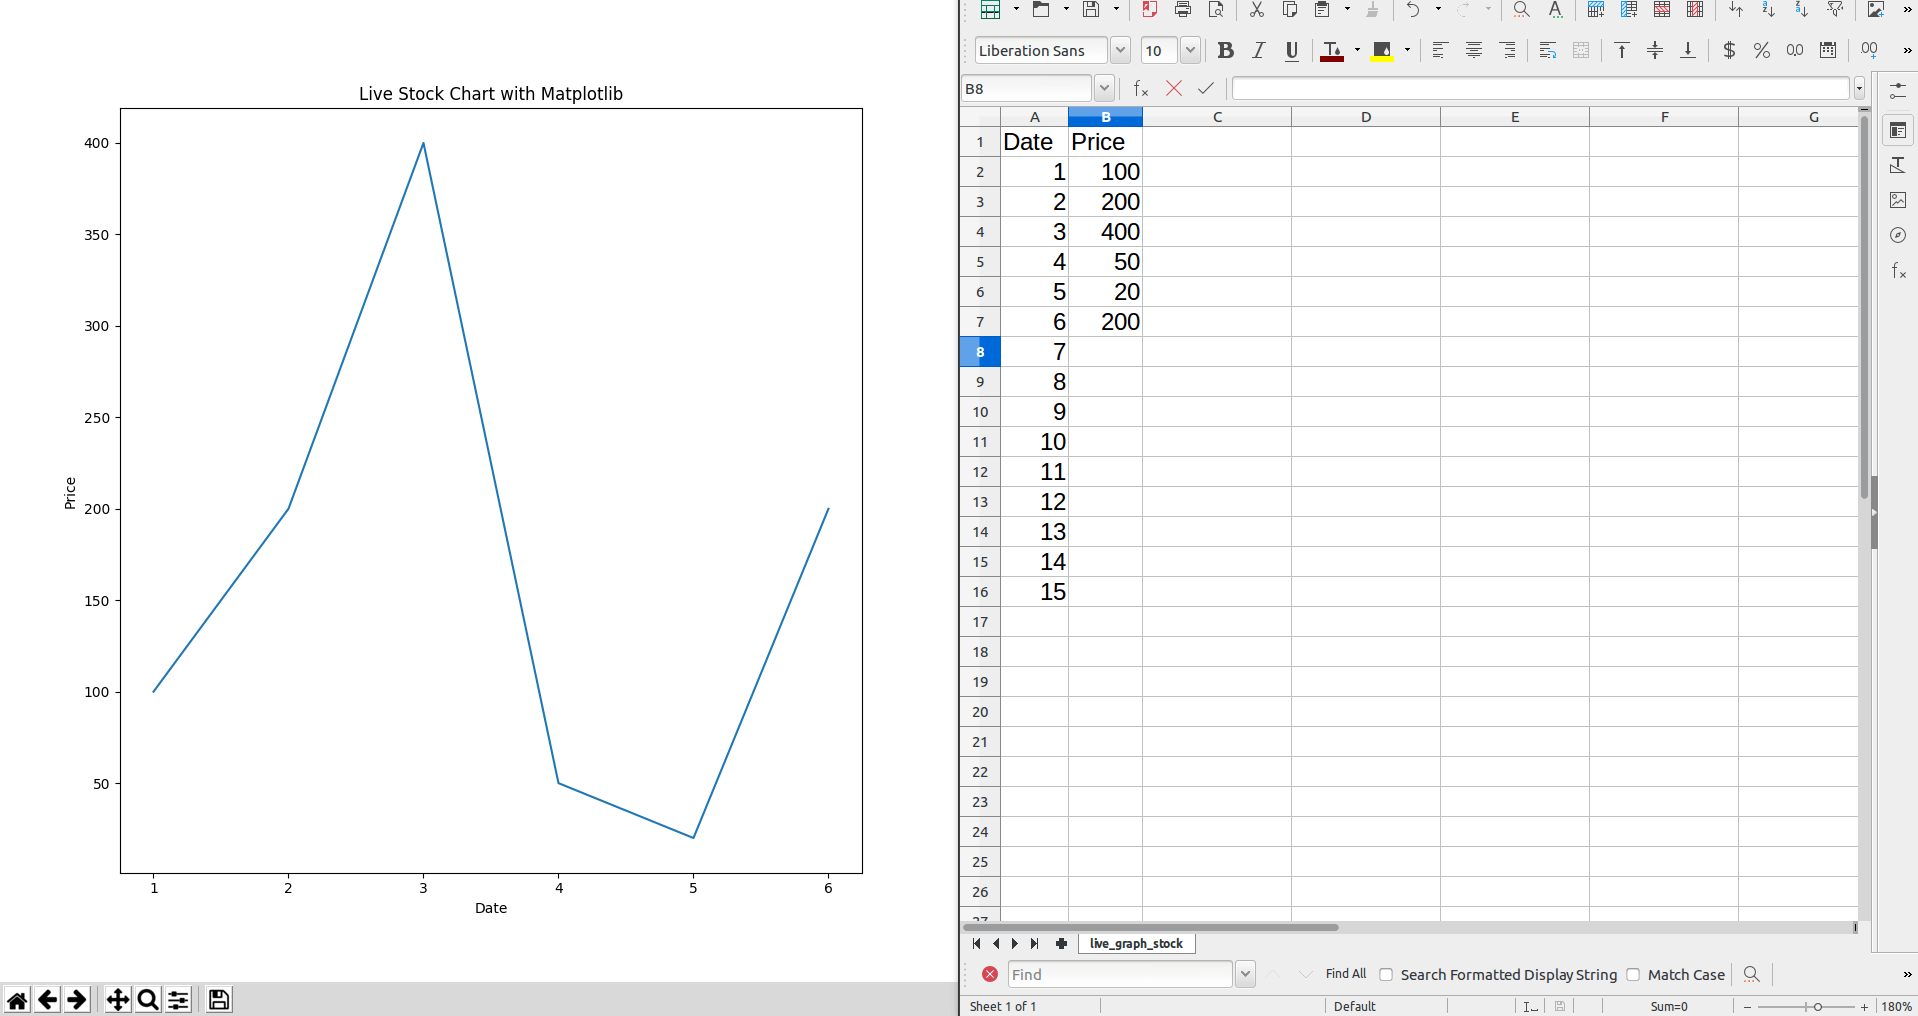 Live Stock Chart with Matplotlib
400
350
300
250
200
150
100
50
Price
1 2 3 4 5 6
Date
Liberation Sans 10
B I U $ % 0.0 .00
B8
A B C D E F G
1 Date Price
2 1 100
3 2 200
4 3 400
5 4 50
6 5 20
7 6 200
8 7
9 8
10 9
11 10
12 11
13 12
14 13
15 14
16 15
17
18
19
20
21
22
23
24
25
26
27
live_graph_stock
Find Find All Search Formatted Display String Match Case
Sheet 1 of 1 Default Sum=0 180%